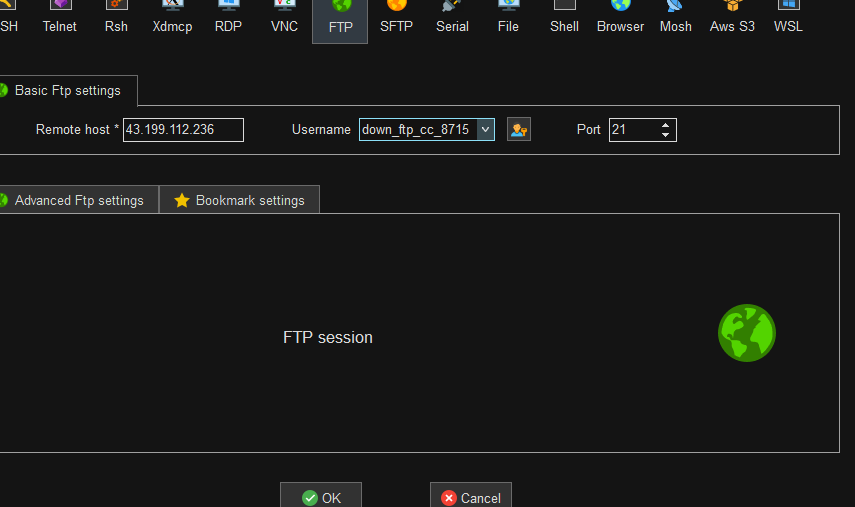 SH Telnet Rsh Xdmcp RDP VNC FTP SFTP Serial File Shell Browser Mosh Aws S3 WSL
Basic Ftp settings
Remote host * 43.199.112.236 Username down_ftp_cc_8715 Port 21
Advanced Ftp settings Bookmark settings
FTP session
OK Cancel